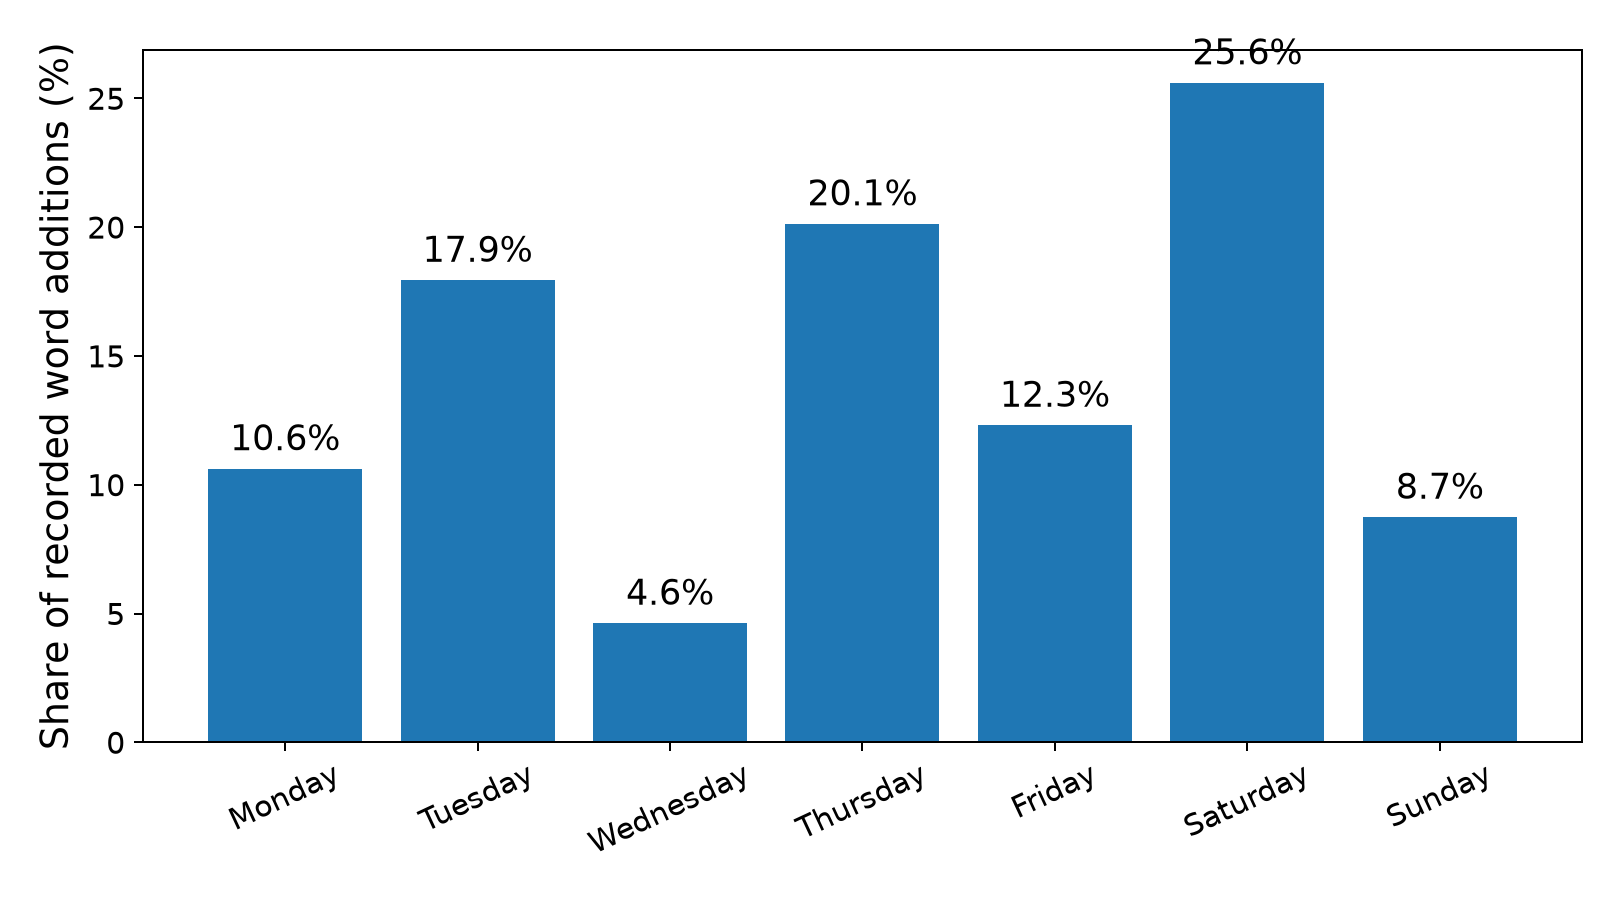 Share of recorded word additions (%)
25
20
15
10
5
0
10.6%
17.9%
4.6%
20.1%
12.3%
25.6%
8.7%
Monday
Tuesday
Wednesday
Thursday
Friday
Saturday
Sunday